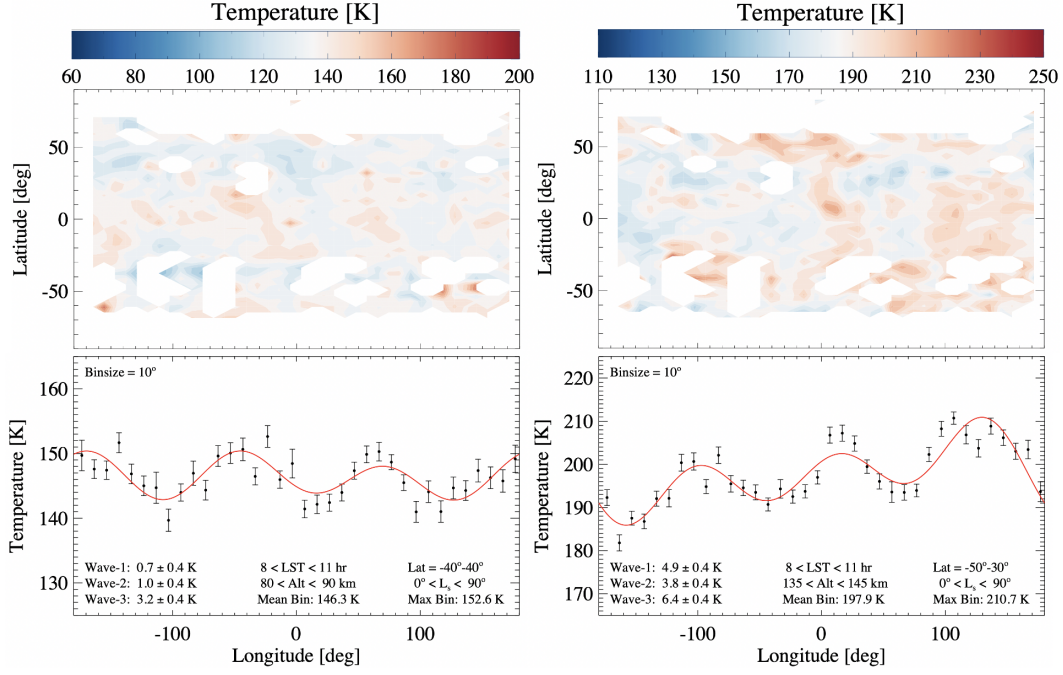 Temperature [K]
60 80 100 120 140 160 180 200
Latitude [deg]
50
0
-50
Binsize = 10°
Temperature [K]
160
150
140
130
Wave-1: 0.7 ± 0.4 K 8 < LST < 11 hr Lat = -40°-40°
Wave-2: 1.0 ± 0.4 K 80 < Alt < 90 km 0° < Ls < 90°
Wave-3: 3.2 ± 0.4 K Mean Bin: 146.3 K Max Bin: 152.6 K
-100 0 100
Longitude [deg]
Temperature [K]
110 130 150 170 190 210 230 250
Latitude [deg]
50
0
-50
Binsize = 10°
Temperature [K]
220
210
200
190
180
170
Wave-1: 4.9 ± 0.4 K 8 < LST < 11 hr Lat = -50°-30°
Wave-2: 3.8 ± 0.4 K 135 < Alt < 145 km 0° < Ls < 90°
Wave-3: 6.4 ± 0.4 K Mean Bin: 197.9 K Max Bin: 210.7 K
-100 0 100
Longitude [deg]